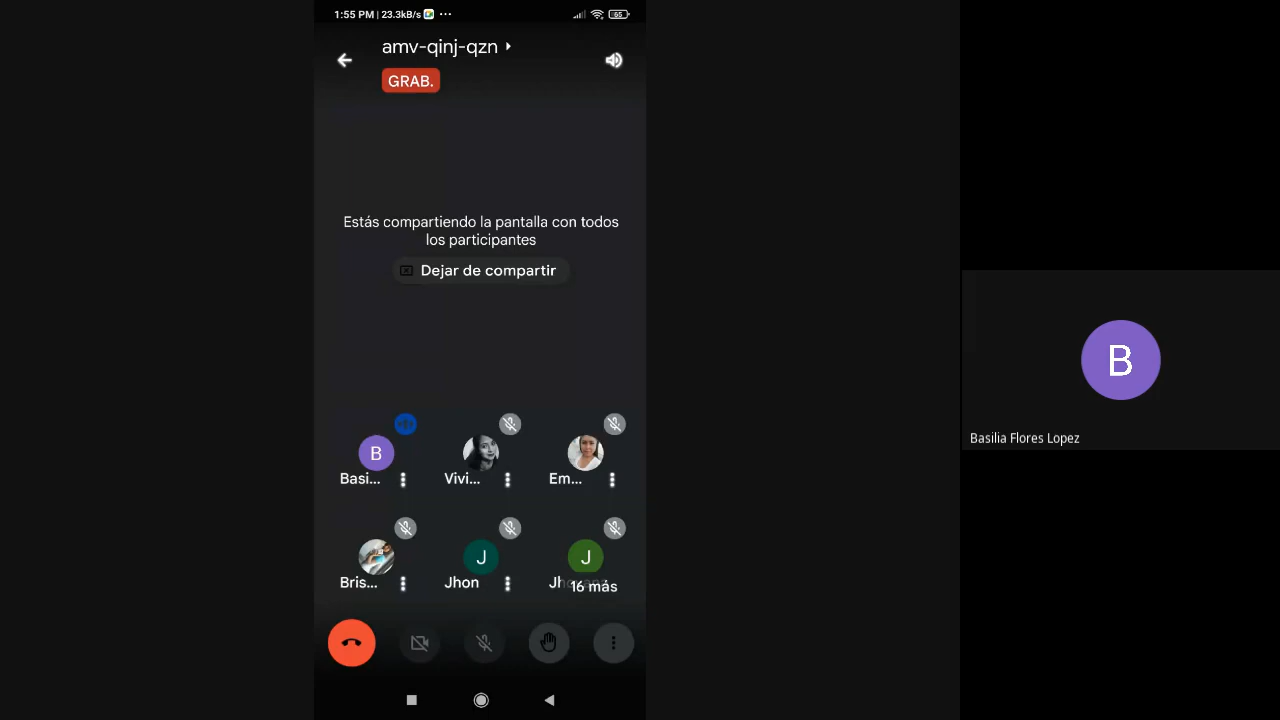 1:55 PM | 23.3kB/s ...
65
amv-qinj-qzn
GRAB.
Estás compartiendo la pantalla con todos
los participantes
Dejar de compartir
B
Basi...
Vivi...
Em...
J
J
Bris...
Jhon
16 más
B
Basilia Flores Lopez